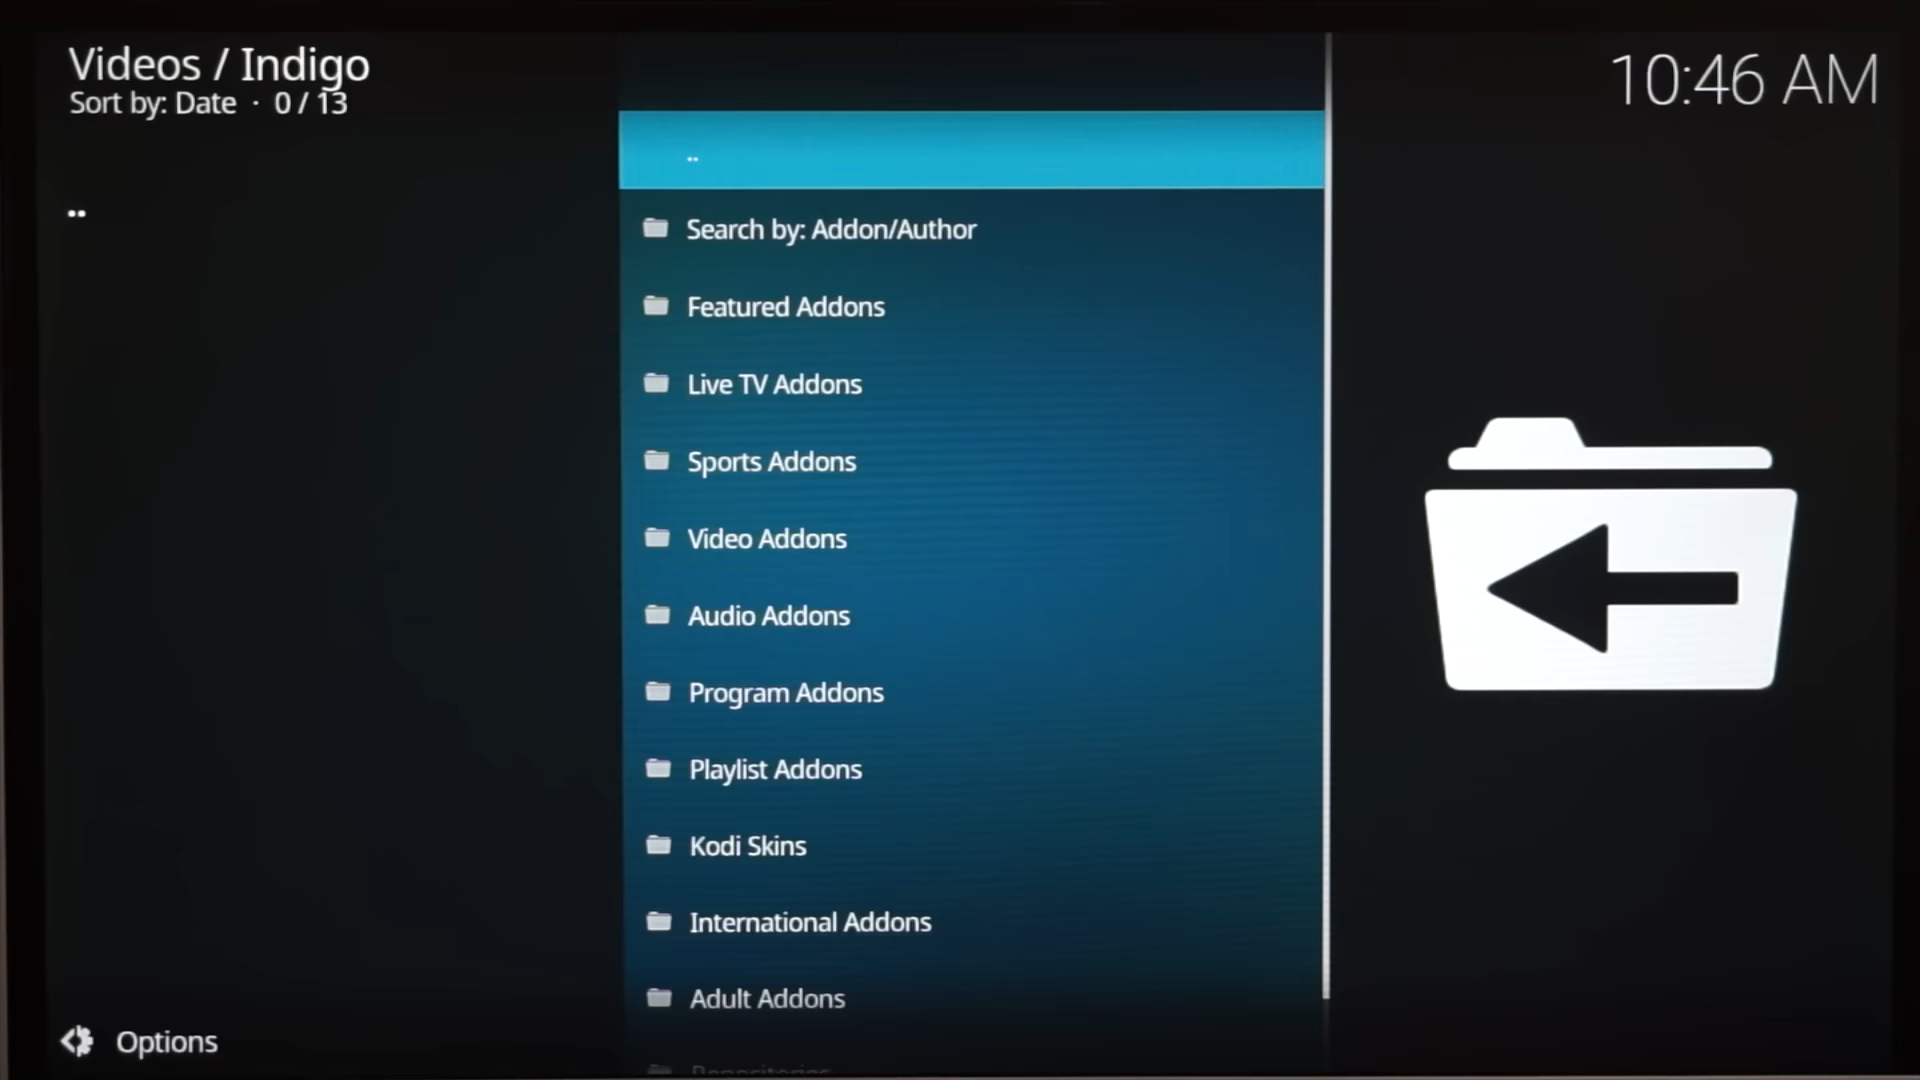 Videos / Indigo
Sort by: Date · 0 / 13
10:46 AM
..
..
Search by: Addon/Author
Featured Addons
Live TV Addons
Sports Addons
Video Addons
Audio Addons
Program Addons
Playlist Addons
Kodi Skins
International Addons
Adult Addons
Options